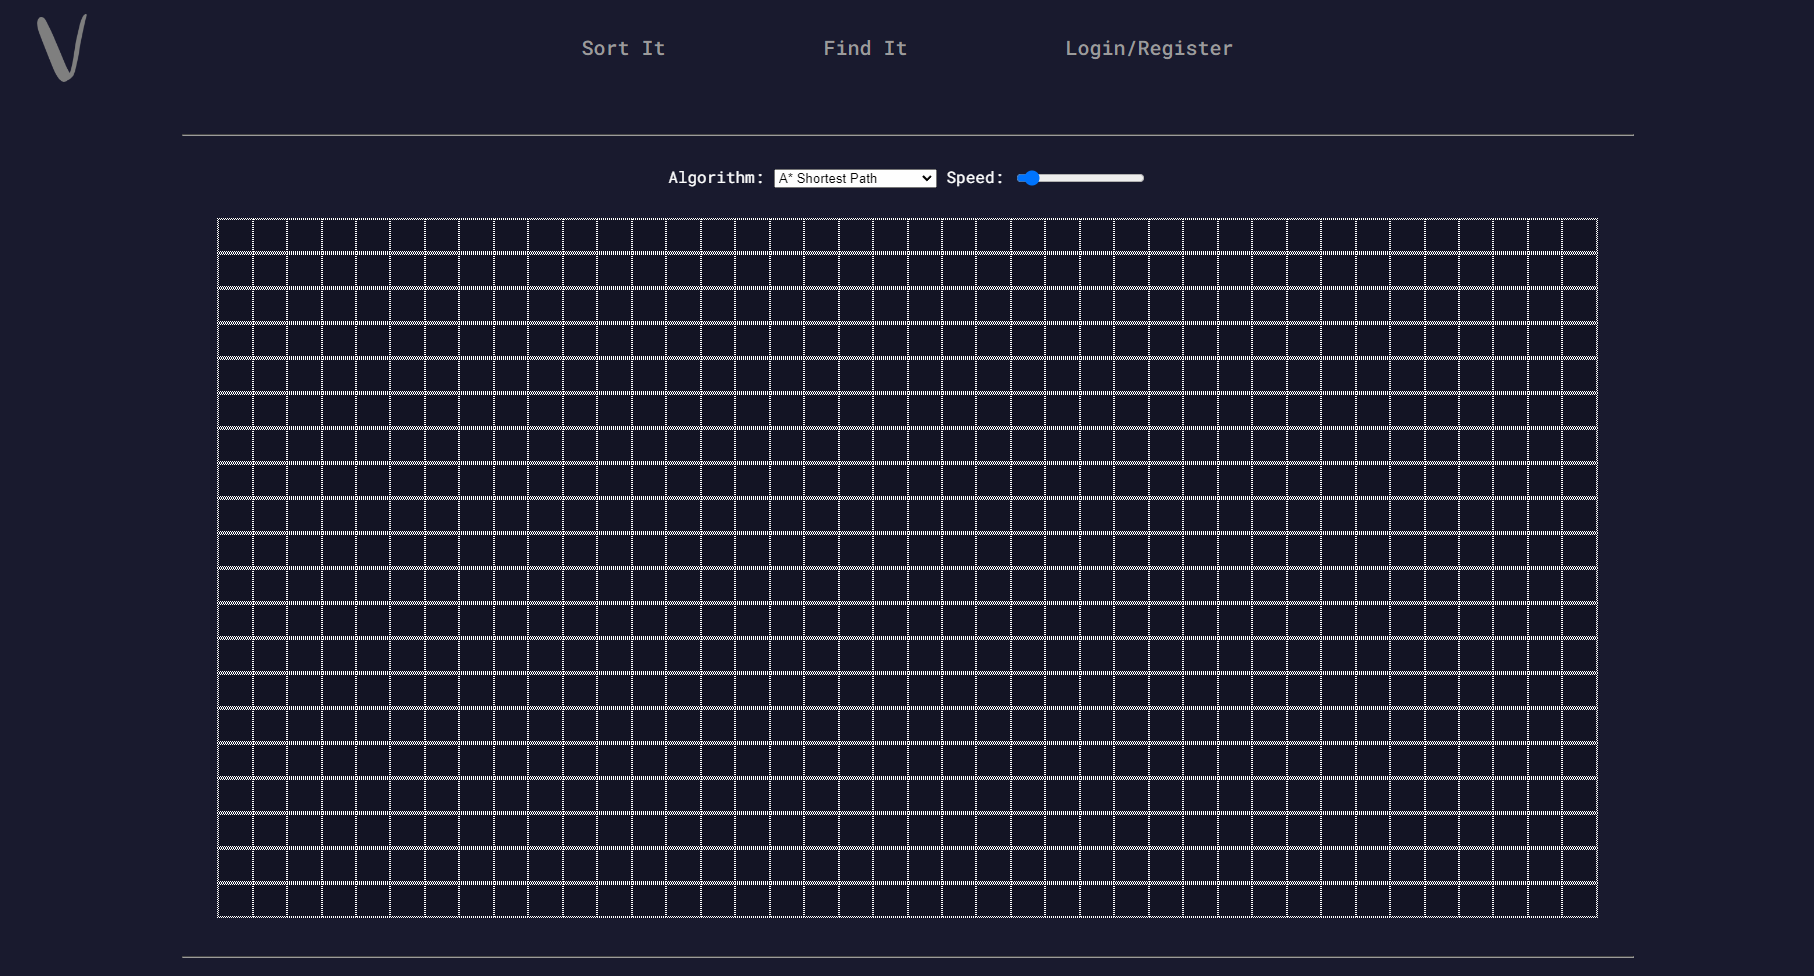 V
Sort It Find It Login/Register
Algorithm: A* Shortest Path Speed: